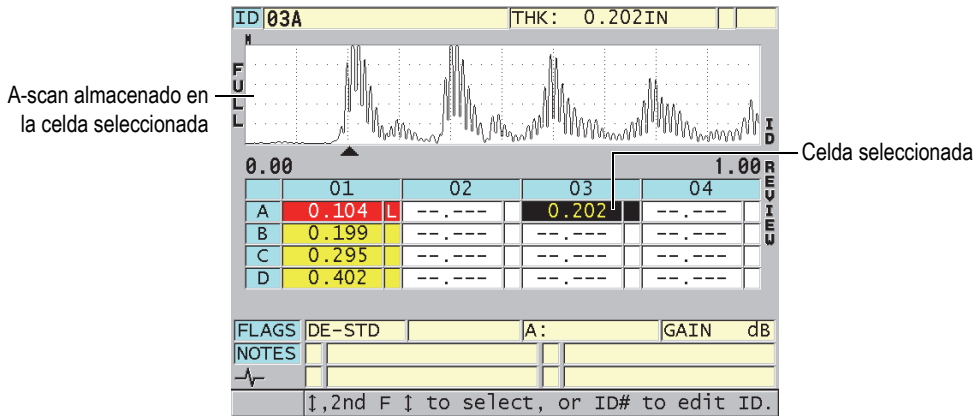 ID 03A THK: 0.202IN
M
FULL
A-scan almacenado en
la celda seleccionada
ID REVIEW
0.00 1.00
Celda seleccionada
01 02 03 04
A 0.104 L --.--- 0.202 --.---
B 0.199 --.--- --.--- --.---
C 0.295 --.--- --.--- --.---
D 0.402 --.--- --.--- --.---
FLAGS DE-STD A: GAIN dB
NOTES
↕,2nd F ↕ to select, or ID# to edit ID.